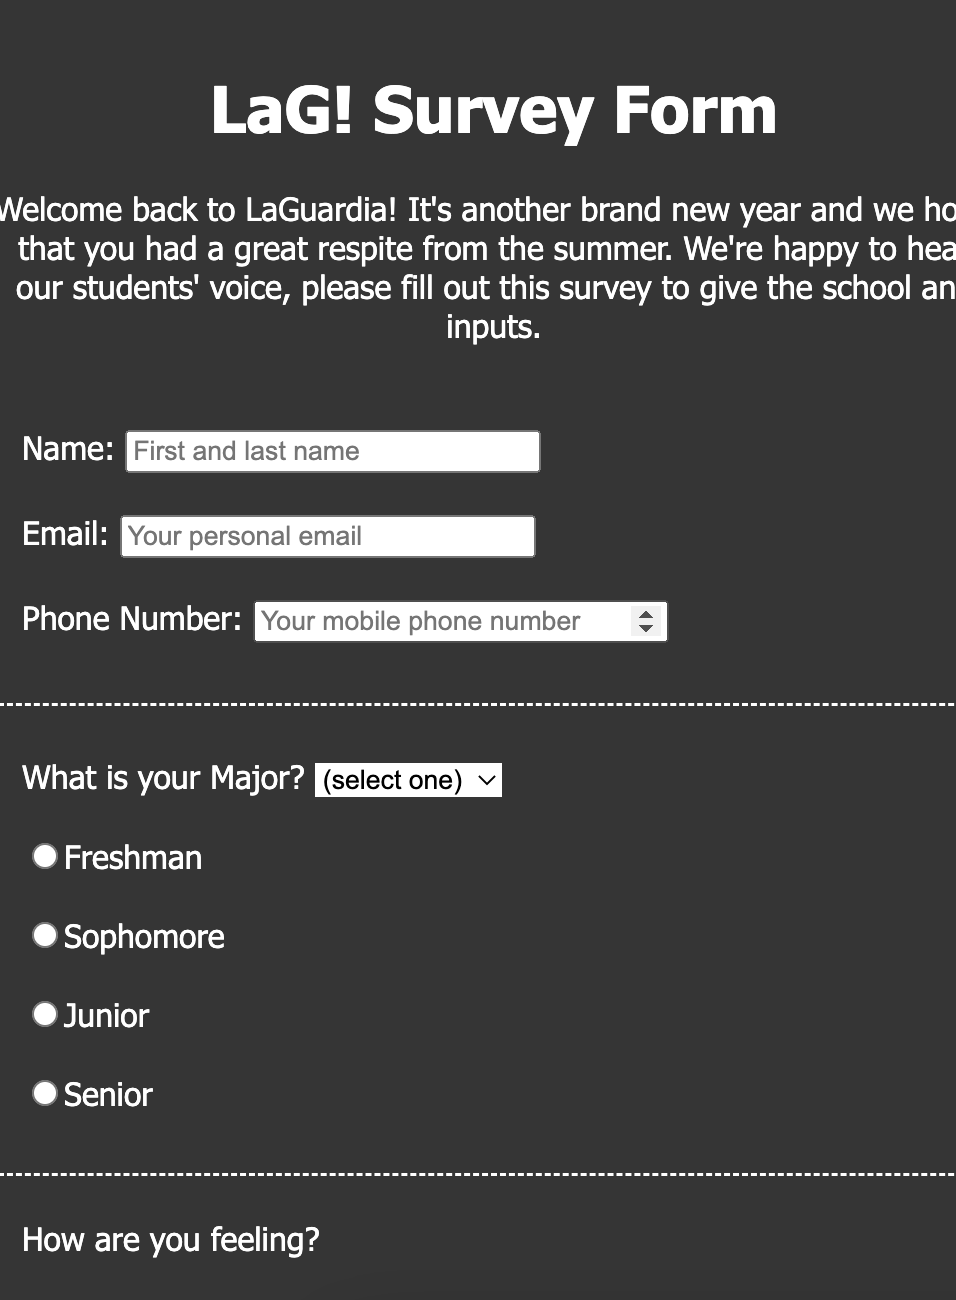 LaG! Survey Form
Welcome back to LaGuardia! It's another brand new year and we ho
that you had a great respite from the summer. We're happy to hea
our students' voice, please fill out this survey to give the school an
inputs.
Name: First and last name
Email: Your personal email
Phone Number: Your mobile phone number
What is your Major? (select one)
Freshman
Sophomore
Junior
Senior
How are you feeling?